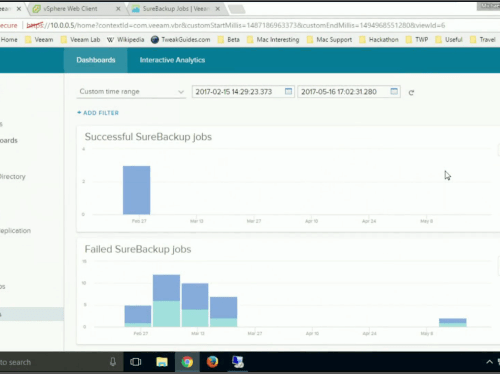 vSphere Web Client
SureBackup Jobs | Veeam
https://10.0.0.5/home?contextId=com.veeam.vbr&customStartMillis=1487186963373&customEndMillis=1494968551280&viewId=6
Home Veeam Veeam Lab Wikipedia TweakGuides.com Beta Mac Interesting Mac Support Hackathon TWP Useful Travel
Dashboards Interactive Analytics
Custom time range 2017-02-15 14:29:23.373 2017-05-16 17:02:31.280
+ ADD FILTER
Successful SureBackup jobs
4
2
0
Feb 27 Mar 13 Mar 27 Apr 10 Apr 24 May 8
Failed SureBackup jobs
15
10
5
0
Feb 27 Mar 13 Mar 27 Apr 10 Apr 24 May 8
oards
irectory
eplication
to search